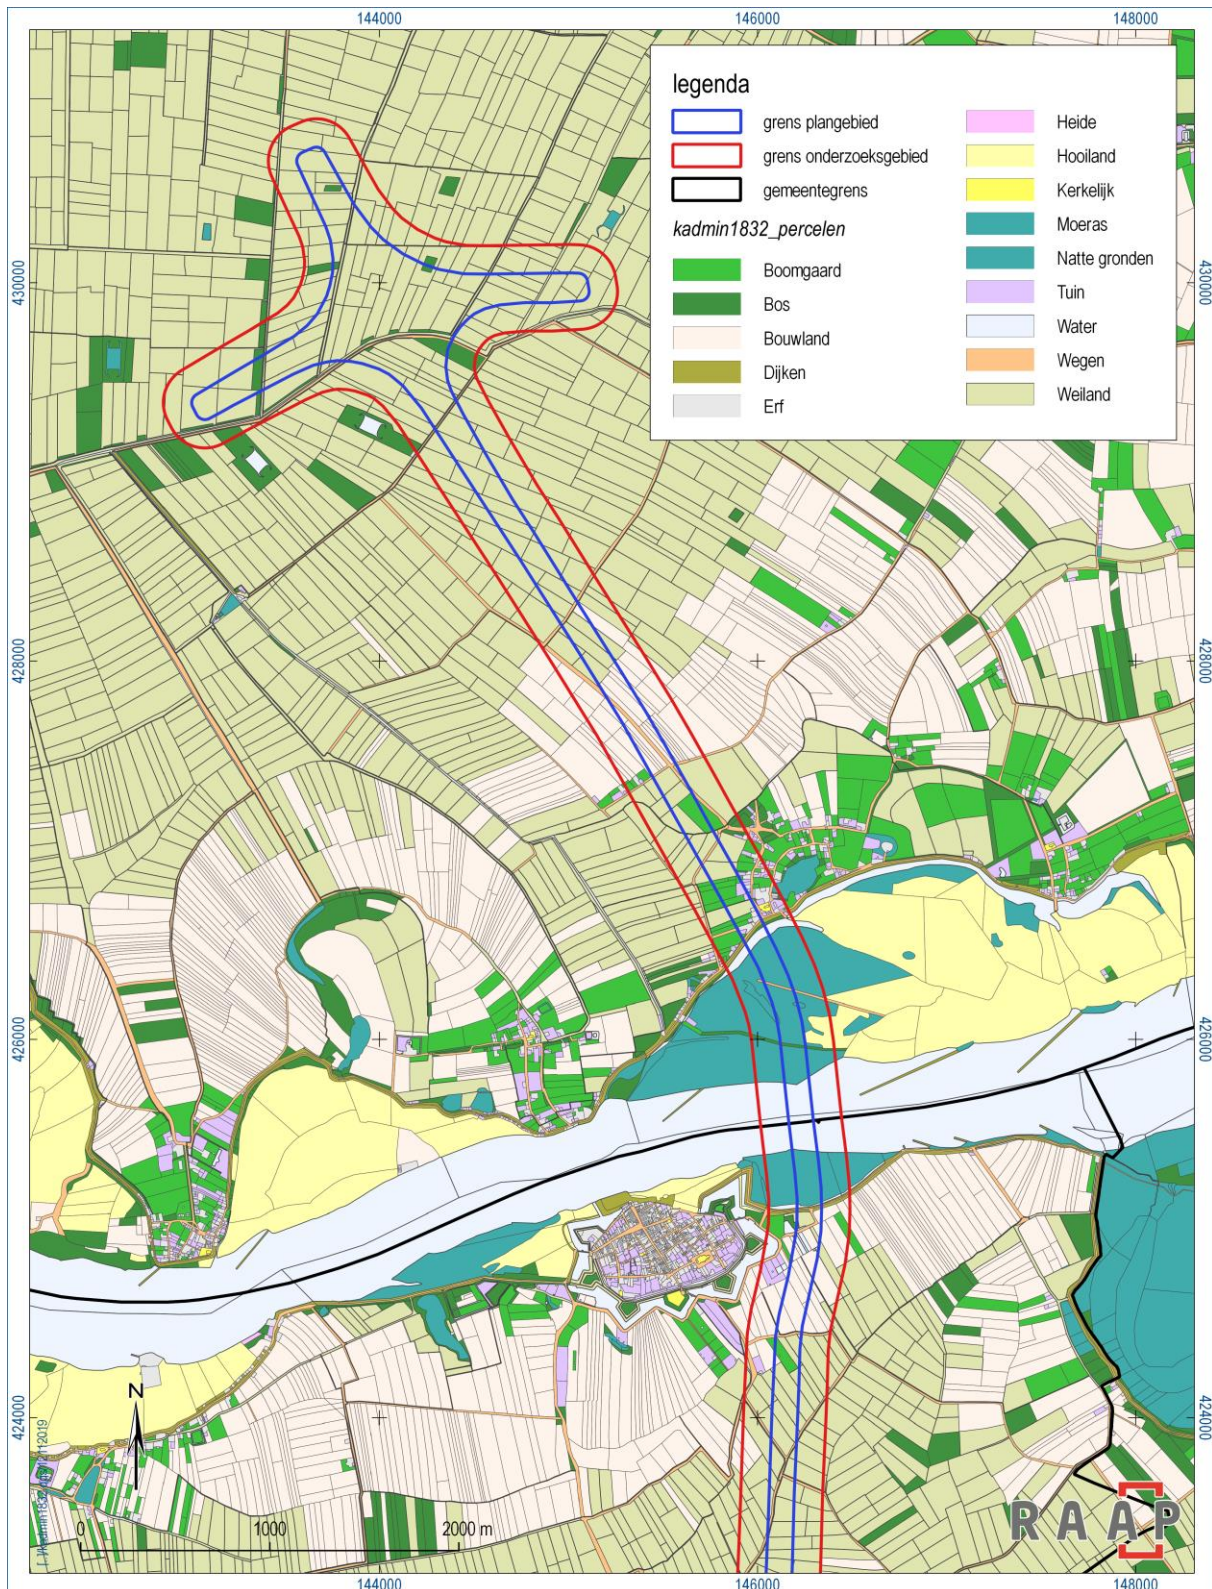 144000 146000 148000
legenda
grens plangebied
grens onderzoeksgebied
gemeentegrens
kadmin1832_percelen
Boomgaard
Bos
Bouwland
Dijken
Erf
Heide
Hooiland
Kerkelijk
Moeras
Natte gronden
Tuin
Water
Wegen
Weiland
430000 430000
428000 428000
426000 426000
424000 424000
N
0 1000 2000 m
RAAP
144000 146000 148000